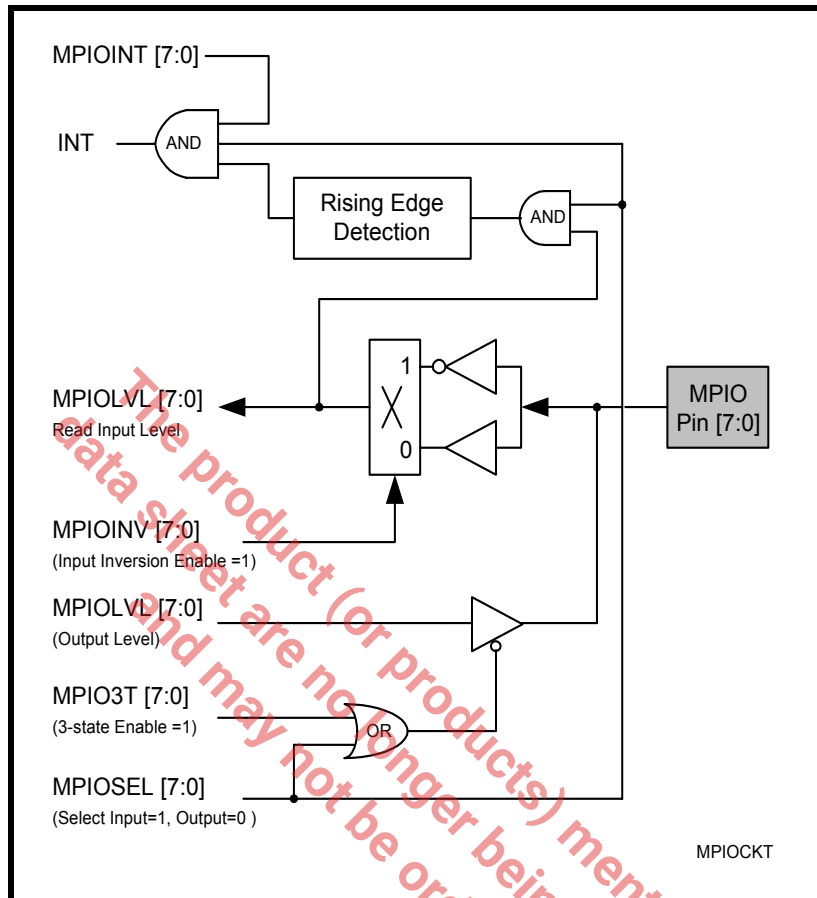 MPIOINT [7:0]
INT
AND
Rising Edge
Detection
AND
1
0
MPIOLVL [7:0]
Read Input Level
MPIO
Pin [7:0]
MPIOINV [7:0]
(Input Inversion Enable =1)
MPIOLVL [7:0]
(Output Level)
MPIO3T [7:0]
(3-state Enable =1)
OR
MPIOSEL [7:0]
(Select Input=1, Output=0 )
MPIOCKT
The product (or products) ment
data sheet are no longer bein
and may not be or